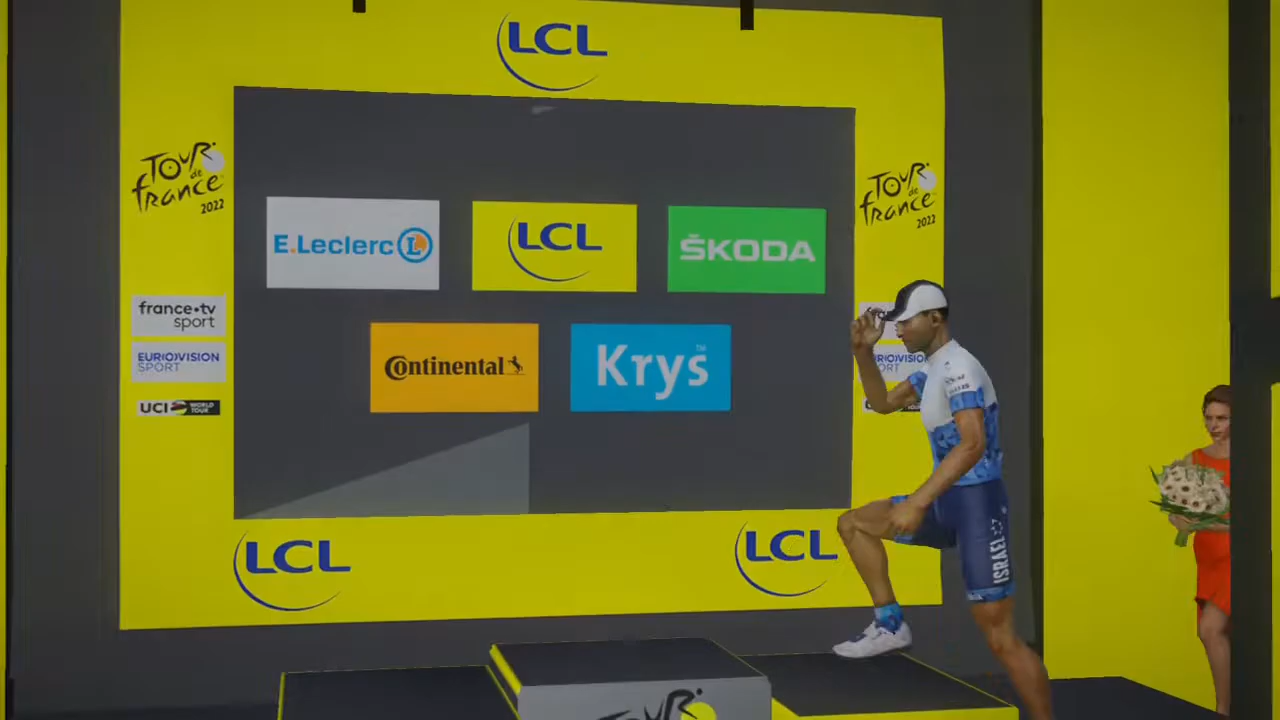 LCL
TOUR
de
france
2022
TOUR
de
france
2022
E.Leclerc L
LCL
ŠKODA
france•tv
sport
EUROVISION
SPORT
UCI WORLD
TOUR
Continental
Krys
LCL
LCL
ISRAEL
TOUR